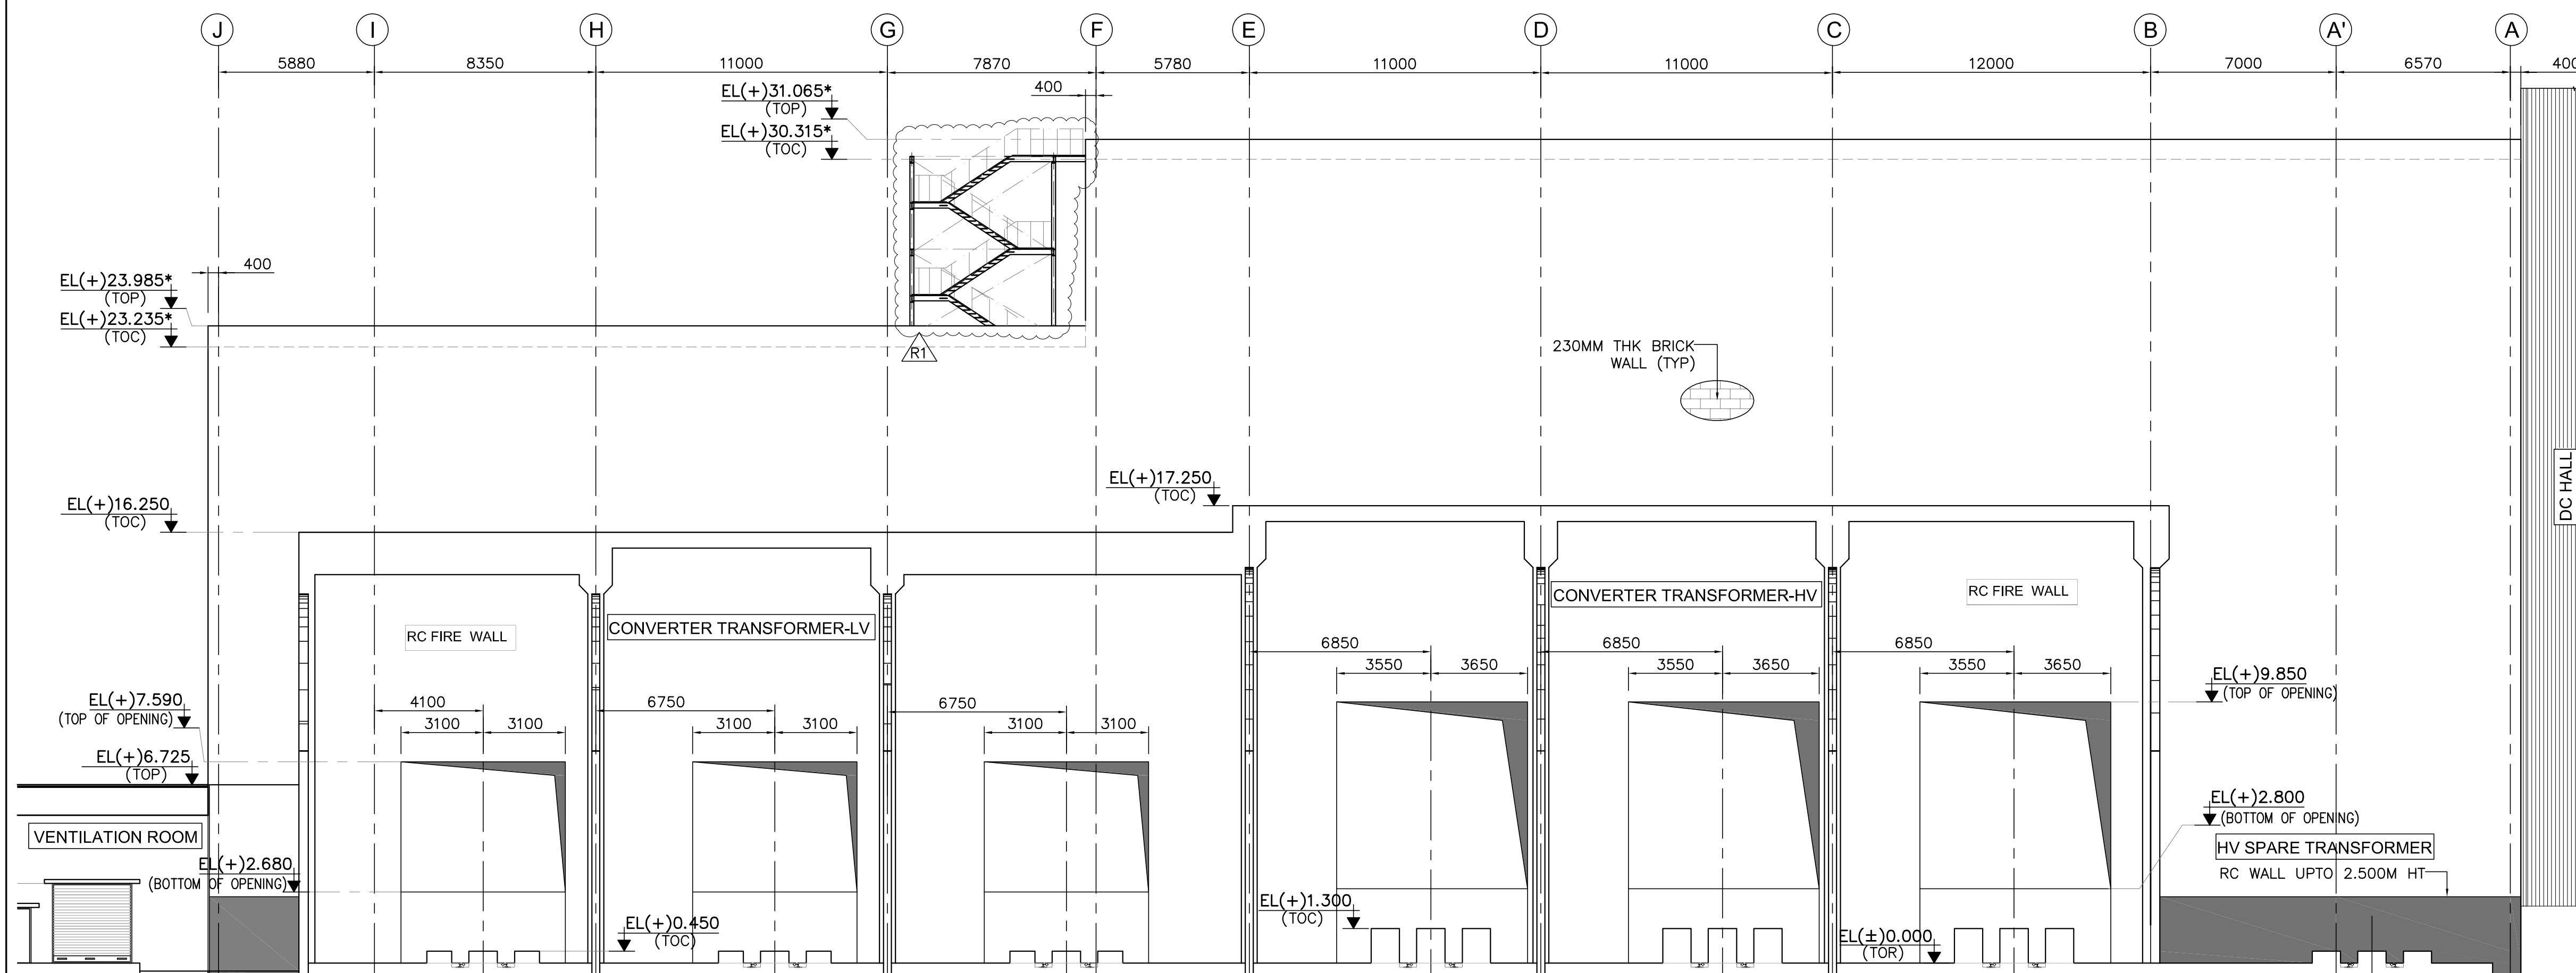 J I H G F E D C B A' A
5880 8350 11000 7870 5780 11000 11000 12000 7000 6570
EL(+)31.065*
(TOP)
400
EL(+)30.315*
(TOC)
EL(+)23.985*
(TOP)
400
EL(+)23.235*
(TOC)
R1
230MM THK BRICK
WALL (TYP)
EL(+)17.250
(TOC)
EL(+)16.250
(TOC)
DC HALL
CONVERTER TRANSFORMER-HV
RC FIRE WALL
CONVERTER TRANSFORMER-LV
RC FIRE WALL
6850 6850 6850
3550 3650 3550 3650 3550 3650
EL(+)9.850
(TOP OF OPENING)
EL(+)7.590
(TOP OF OPENING)
4100 6750 6750
3100 3100 3100 3100 3100 3100
EL(+)6.725
(TOP)
VENTILATION ROOM
EL(+)2.800
(BOTTOM OF OPENING)
HV SPARE TRANSFORMER
RC WALL UPTO 2.500M HT
EL(+)2.680
(BOTTOM OF OPENING)
EL(+)1.300
(TOC)
EL(+)0.450
(TOC)
EL(±)0.000
(TOR)